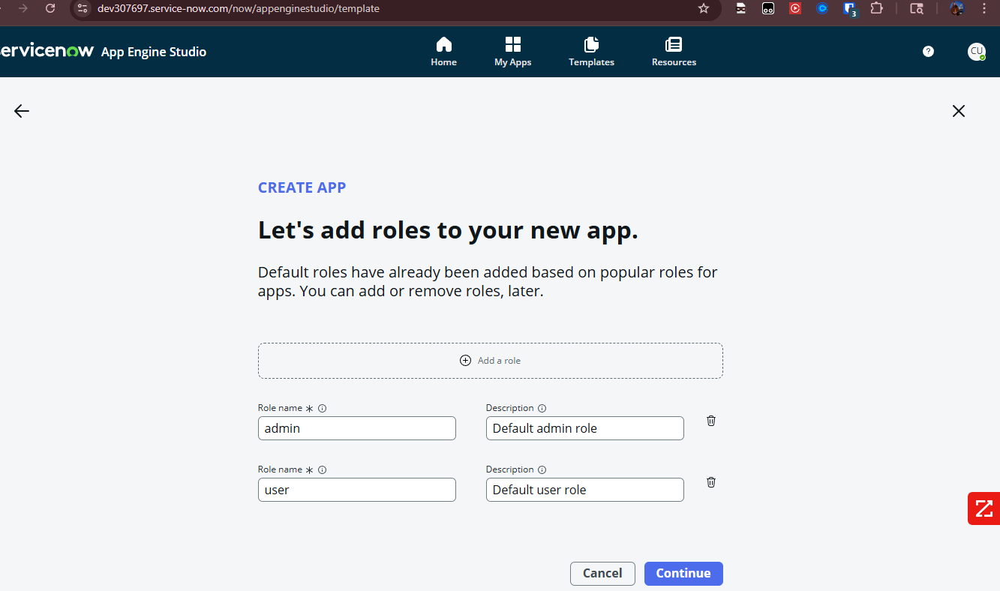 dev307697.service-now.com/now/appenginestudio/template
3
servicenow App Engine Studio
Home
My Apps
Templates
Resources
?
CU
CREATE APP
Let's add roles to your new app.
Default roles have already been added based on popular roles for
apps. You can add or remove roles, later.
Add a role
Role name * Description
admin Default admin role
Role name * Description
user Default user role
Cancel Continue